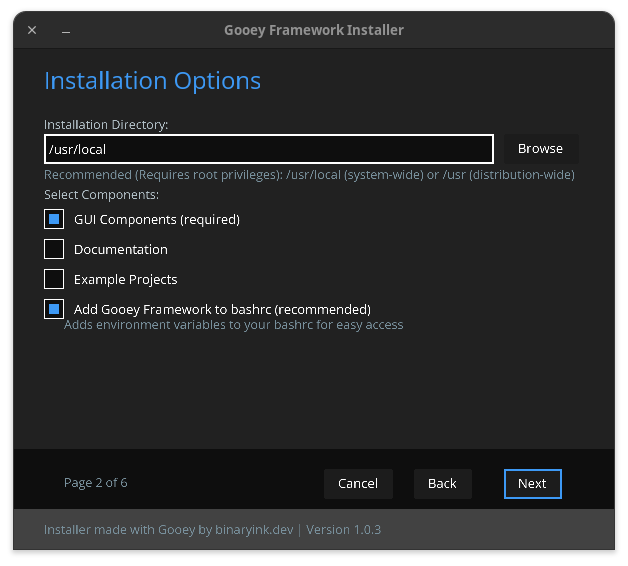 Gooey Framework Installer
Installation Options
Installation Directory:
/usr/local
Browse
Recommended (Requires root privileges): /usr/local (system-wide) or /usr (distribution-wide)
Select Components:
GUI Components (required)
Documentation
Example Projects
Add Gooey Framework to bashrc (recommended)
Adds environment variables to your bashrc for easy access
Page 2 of 6
Cancel
Back
Next
Installer made with Gooey by binaryink.dev | Version 1.0.3